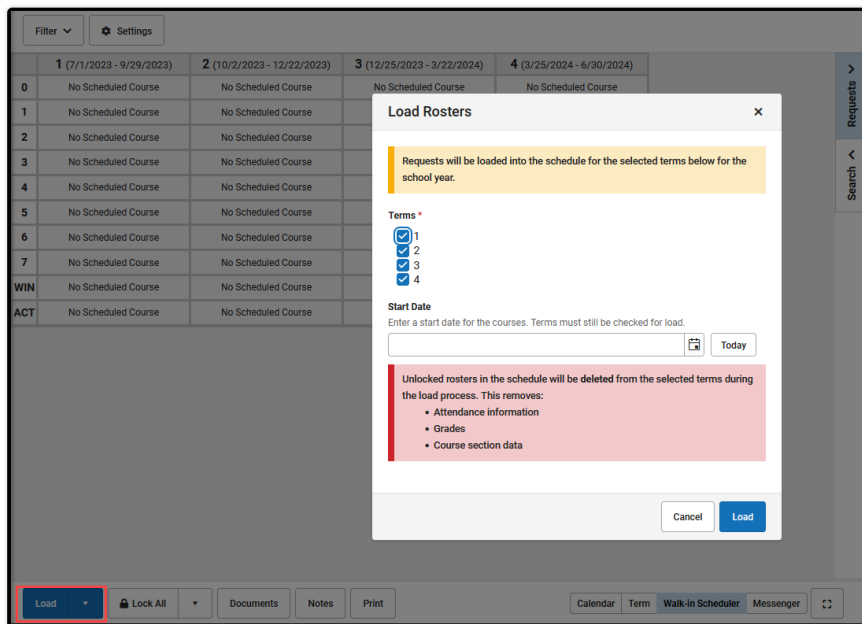 Filter
Settings
1 (7/1/2023 - 9/29/2023) 2 (10/2/2023 - 12/22/2023) 3 (12/25/2023 - 3/22/2024) 4 (3/25/2024 - 6/30/2024)
0 No Scheduled Course No Scheduled Course No Scheduled Course No Scheduled Course
1 No Scheduled Course No Scheduled Course
2 No Scheduled Course No Scheduled Course
3 No Scheduled Course No Scheduled Course
4 No Scheduled Course No Scheduled Course
5 No Scheduled Course No Scheduled Course
6 No Scheduled Course No Scheduled Course
7 No Scheduled Course No Scheduled Course
WIN No Scheduled Course No Scheduled Course
ACT No Scheduled Course No Scheduled Course
Requests
Search
Load Rosters
Requests will be loaded into the schedule for the selected terms below for the
school year.
Terms *
1
2
3
4
Start Date
Enter a start date for the courses. Terms must still be checked for load.
Today
Unlocked rosters in the schedule will be deleted from the selected terms during
the load process. This removes:
• Attendance information
• Grades
• Course section data
Cancel Load
Load Lock All Documents Notes Print Calendar Term Walk-in Scheduler Messenger